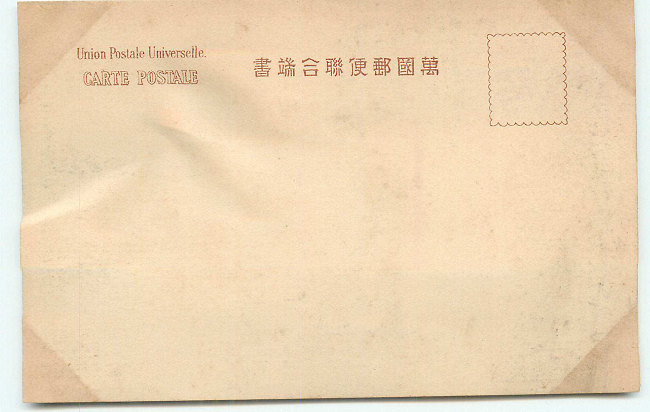 Union Postale Universelle.
CARTE POSTALE
萬國郵便聯合端書